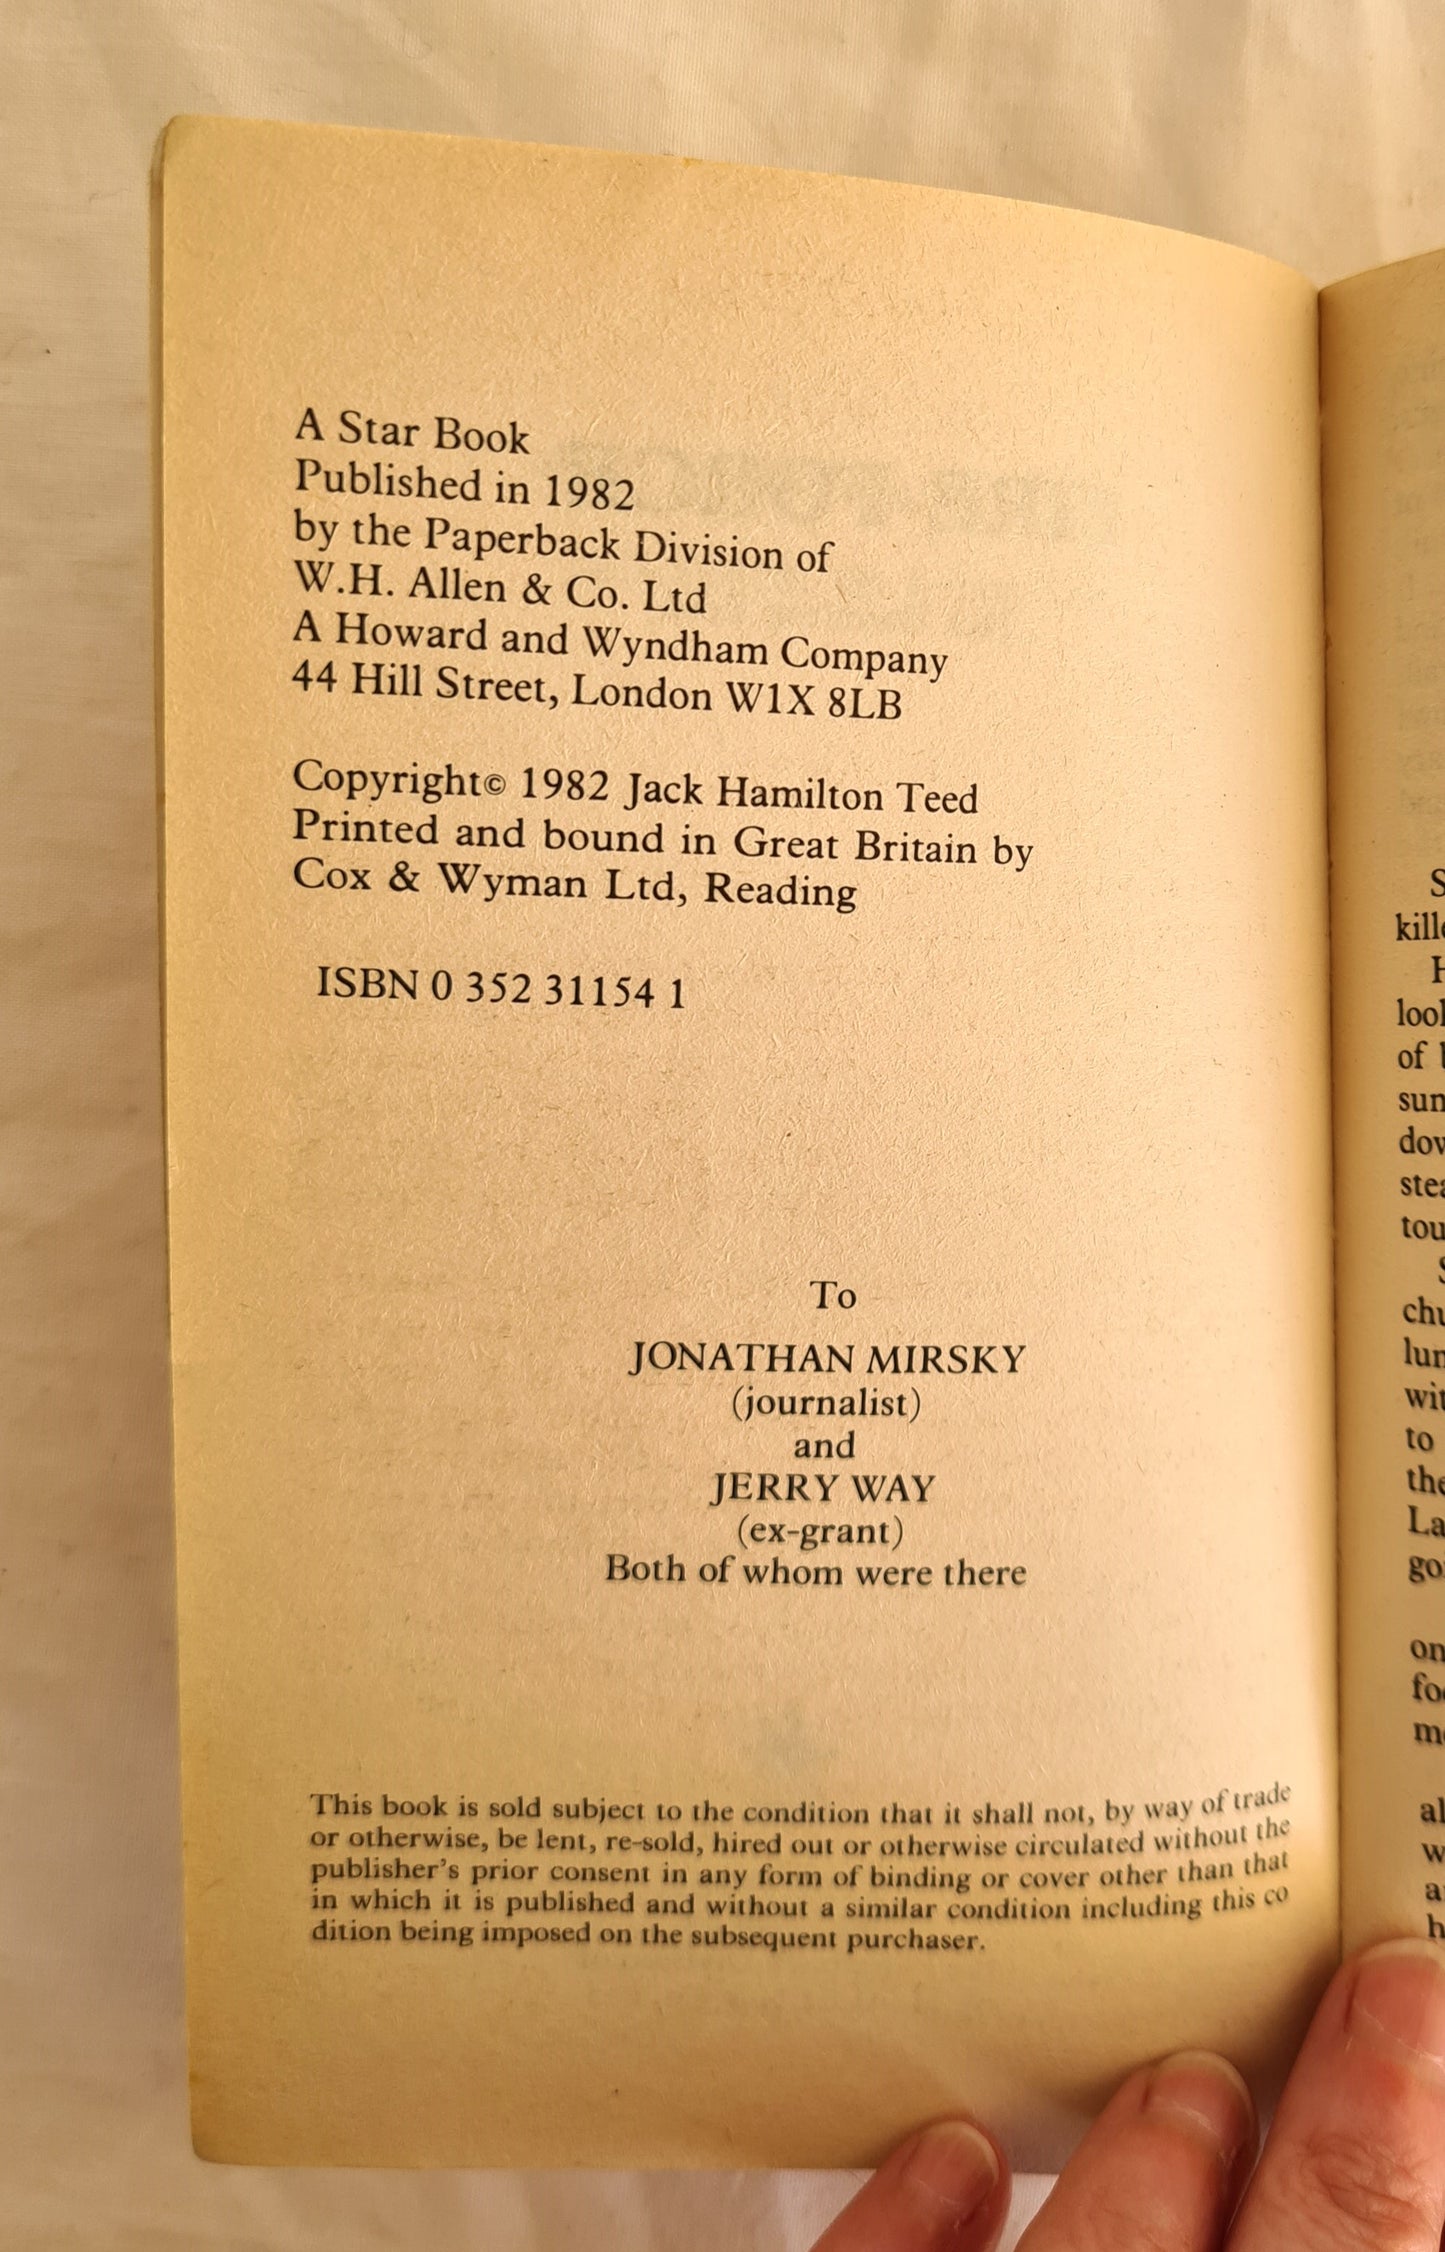 A Star Book
Published in 1982
by the Paperback Division of
W.H. Allen & Co. Ltd
A Howard and Wyndham Company
44 Hill Street, London W1X 8LB
Copyright© 1982 Jack Hamilton Teed
Printed and bound in Great Britain by
Cox & Wyman Ltd, Reading
ISBN 0 352 31154 1
To
JONATHAN MIRSKY
(journalist)
and
JERRY WAY
(ex-grant)
Both of whom were there
This book is sold subject to the condition that it shall not, by way of trade
or otherwise, be lent, re-sold, hired out or otherwise circulated without the
publisher's prior consent in any form of binding or cover other than that
in which it is published and without a similar condition including this co
dition being imposed on the subsequent purchaser.
of
to